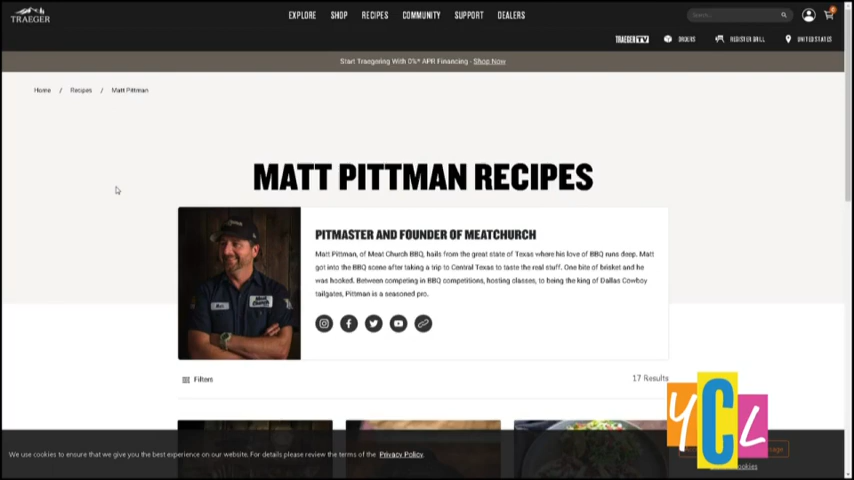 TRAEGER
EXPLORE SHOP RECIPES COMMUNITY SUPPORT DEALERS
Search...
TRAEGER TV ORDERS REGISTER GRILL UNITED STATES
Start Traegering With 0%* APR Financing - Shop Now
Home / Recipes / Matt Pittman
MATT PITTMAN RECIPES
PITMASTER AND FOUNDER OF MEATCHURCH
Matt Pittman, of Meat Church BBQ, hails from the great state of Texas where his love of BBQ runs deep. Matt
got into the BBQ scene after taking a trip to Central Texas to taste the real stuff. One bite of brisket and he
was hooked. Between competing in BBQ competitions, hosting classes, to being the king of Dallas Cowboy
tailgates, Pittman is a seasoned pro.
Meat
Church
Filters
17 Results
YCL
We use cookies to ensure that we give you the best experience on our website. For details please review the terms of the Privacy Policy.